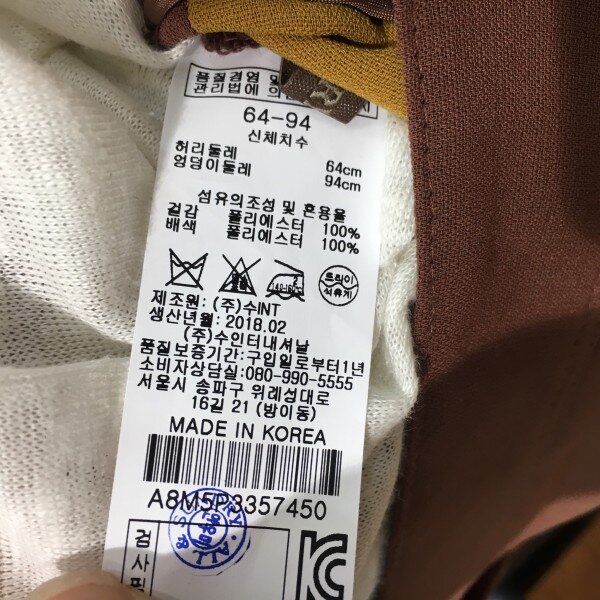 품질경영 및
관리법에 의
64-94
신체치수
허리둘레 64cm
엉덩이둘레 94cm
섬유의조성 및 혼용율
겉감 폴리에스터 100%
배색 폴리에스터 100%
드라이
석유계
제조원: (주)수INT
생산년월: 2018.02
(주)수인터내셔날
품질보증기간: 구입일로부터1년
소비자상담실: 080-990-5555
서울시 송파구 위례성대로
16길 21 (방이동)
MADE IN KOREA
A8M5P3357450
검
사
필